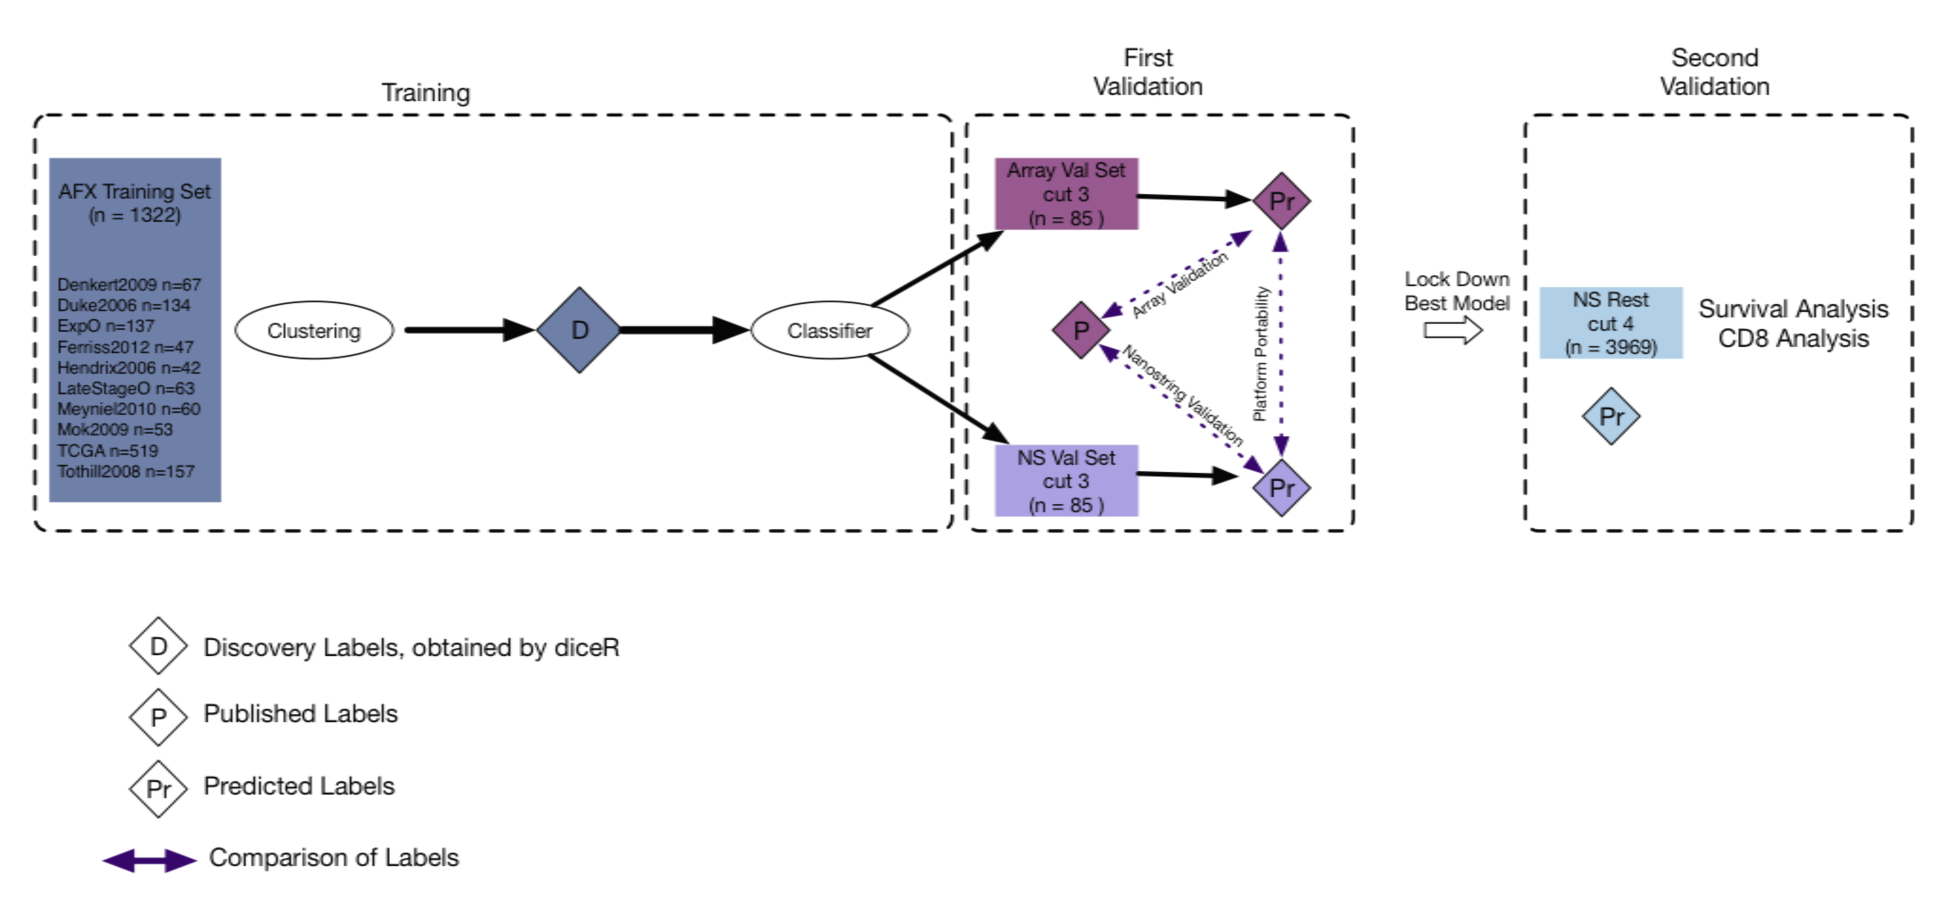 Training
AFX Training Set
(n = 1322)
Denkert2009 n=67
Duke2006 n=134
ExpO n=137
Ferriss2012 n=47
Hendrix2006 n=42
LateStageO n=63
Meyniel2010 n=60
Mok2009 n=53
TCGA n=519
Tothill2008 n=157
Clustering
D
Classifier
First
Validation
Array Val Set
cut 3
(n = 85 )
Pr
Array Validation
P
Nanostring Validation
Platform Portability
NS Val Set
cut 3
(n = 85 )
Pr
Lock Down
Best Model
Second
Validation
NS Rest
cut 4
(n = 3969)
Survival Analysis
CD8 Analysis
Pr
D Discovery Labels, obtained by diceR
P Published Labels
Pr Predicted Labels
Comparison of Labels